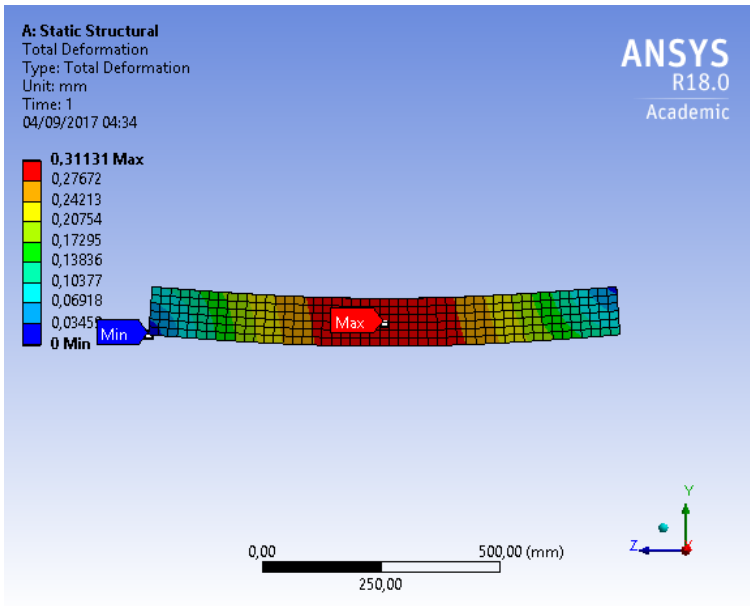 A: Static Structural
Total Deformation
Type: Total Deformation
Unit: mm
Time: 1
04/09/2017 04:34
ANSYS
R18.0
Academic
0,31131 Max
0,27672
0,24213
0,20754
0,17295
0,13836
0,10377
0,06918
0,03459
0 Min
Min
Max
0,00
500,00 (mm)
250,00
Y
Z
X